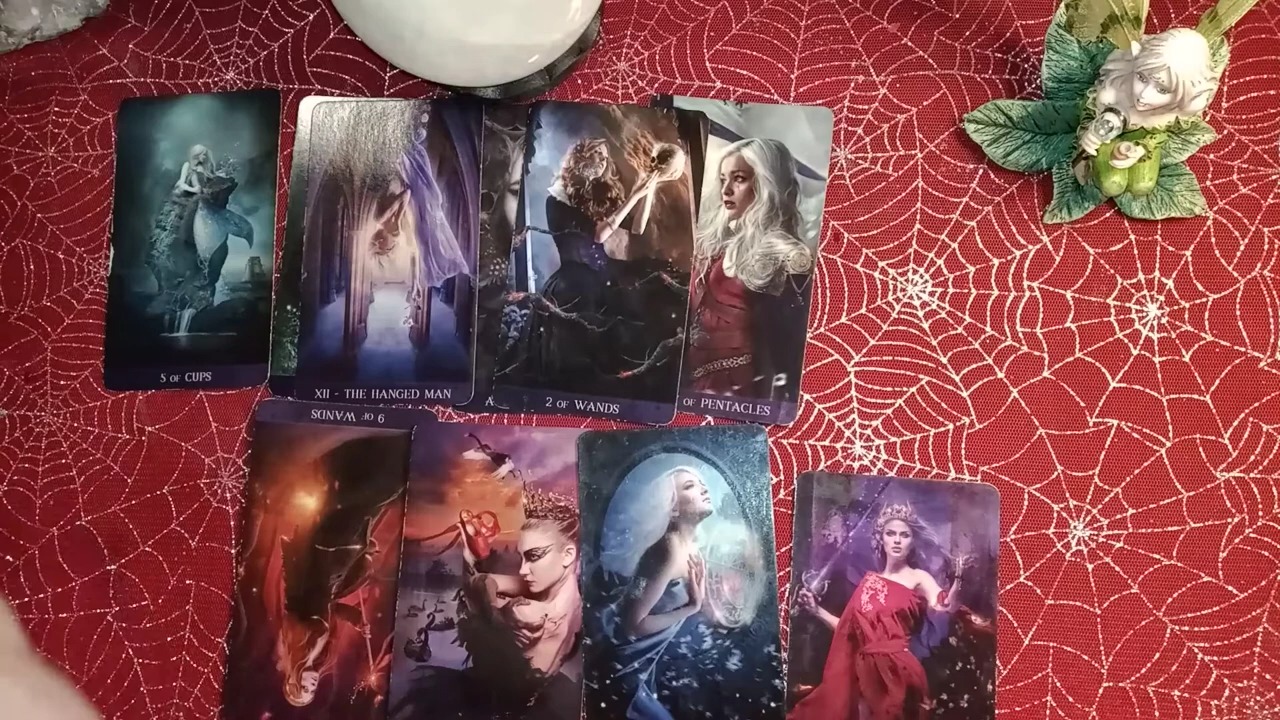 5 OF CUPS
XII - THE HANGED MAN
A
2 OF WANDS
OF PENTACLES
9 OF WANDS